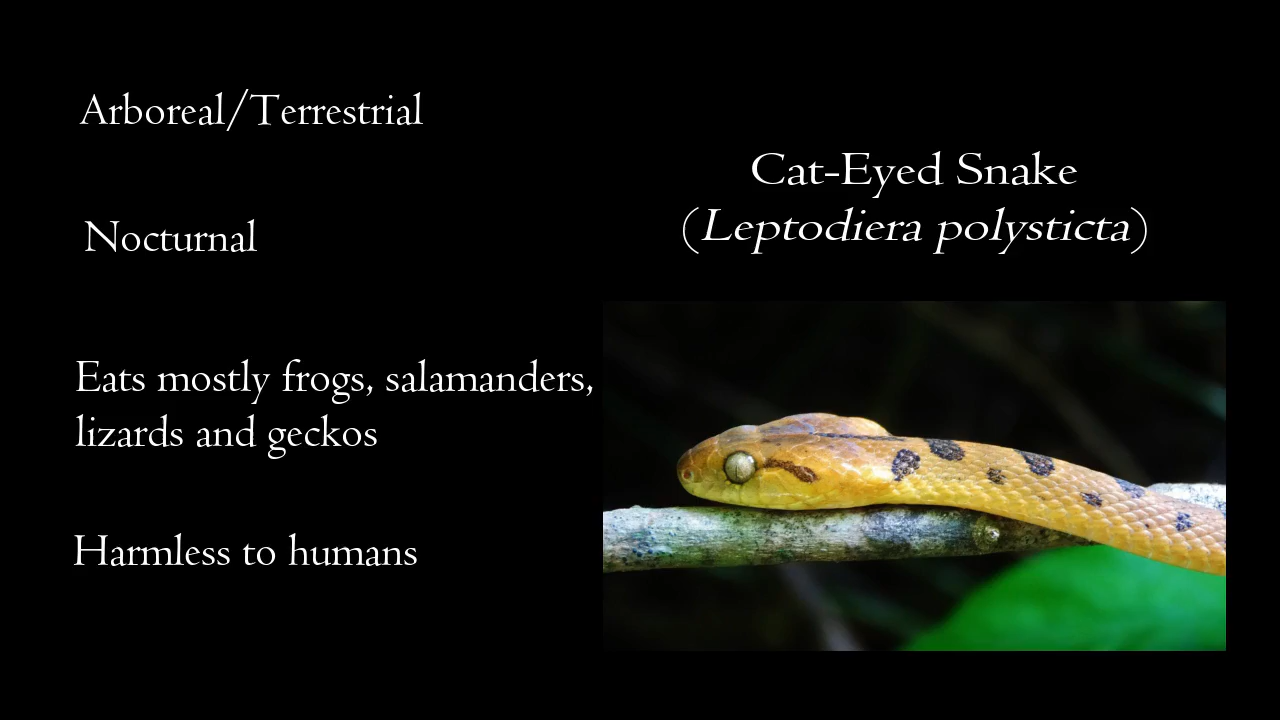 Arboreal/Terrestrial
Nocturnal
Eats mostly frogs, salamanders,
lizards and geckos
Harmless to humans
Cat-Eyed Snake
(Leptodiera polysticta)